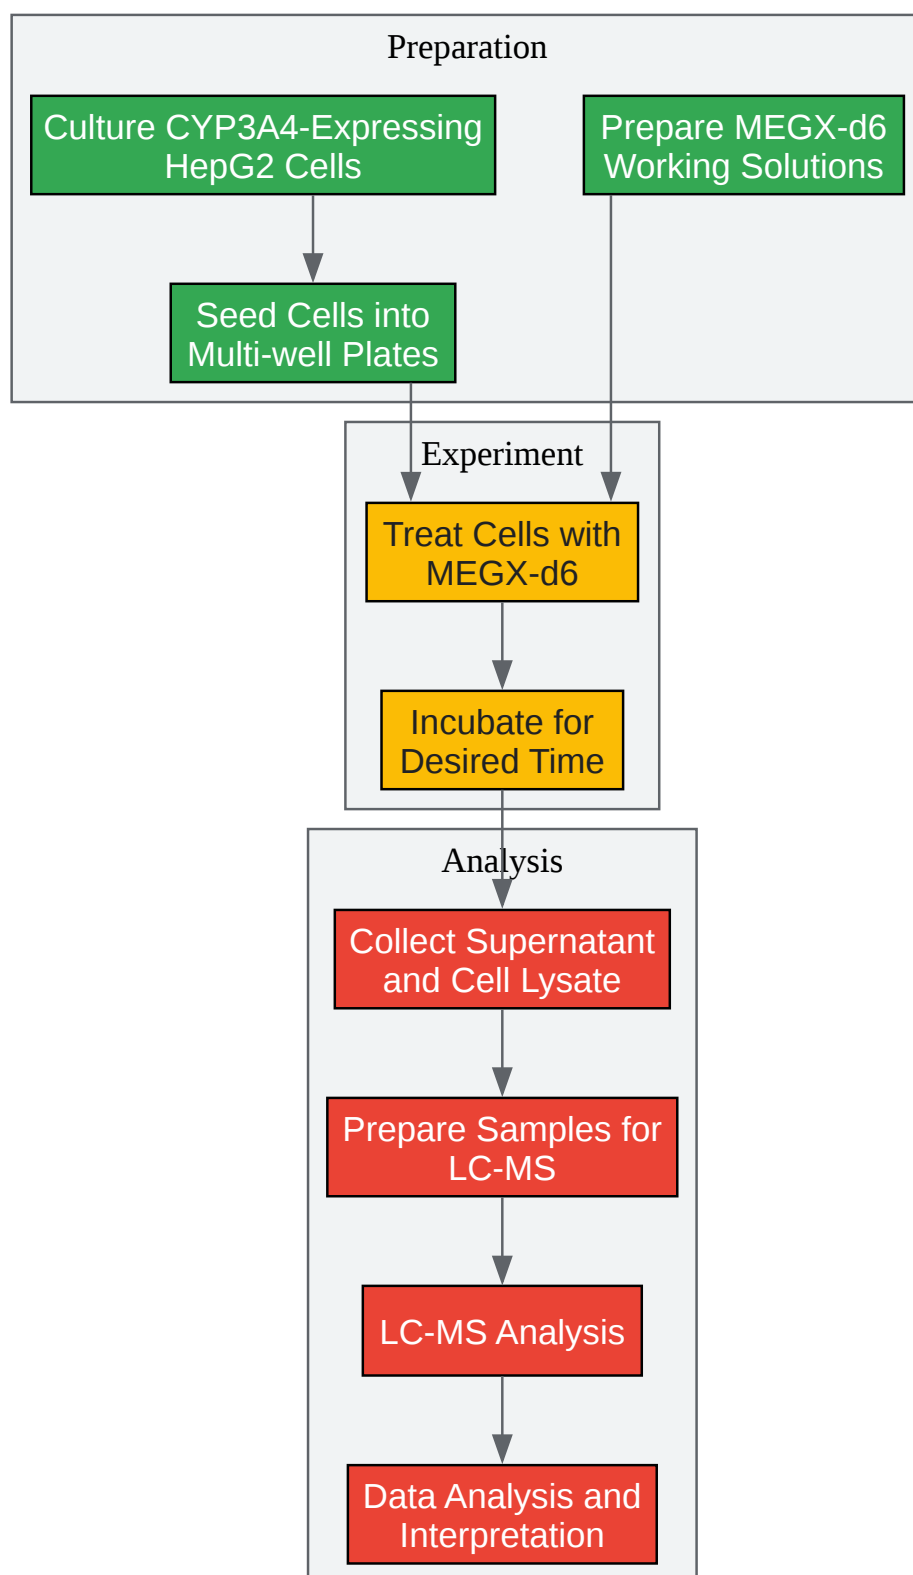 Preparation
Culture CYP3A4-Expressing
HepG2 Cells
Prepare MEGX-d6
Working Solutions
Seed Cells into
Multi-well Plates
Experiment
Treat Cells with
MEGX-d6
Incubate for
Desired Time
Analysis
Collect Supernatant
and Cell Lysate
Prepare Samples for
LC-MS
LC-MS Analysis
Data Analysis and
Interpretation